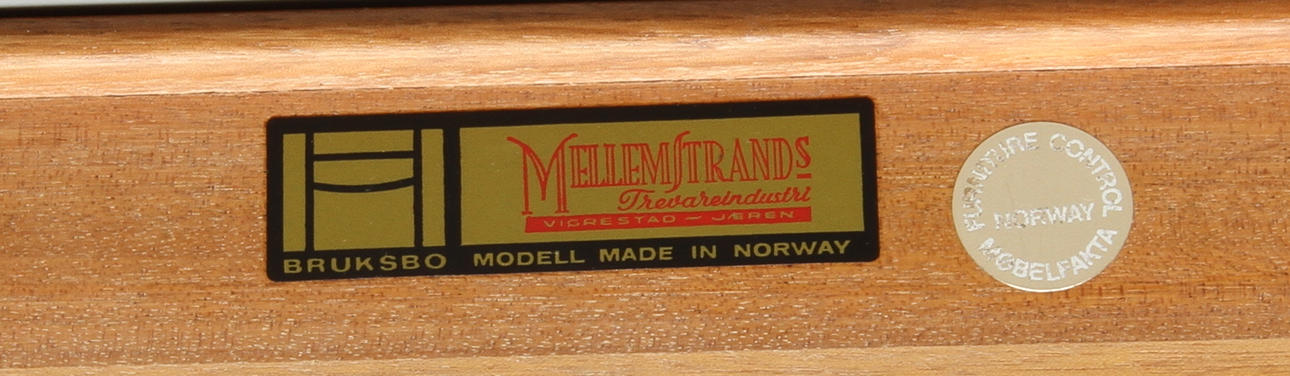 MELLEMSTRANDS
Trevareindustri
VIGRESTAD – JÆREN
BRUKSBO MODELL MADE IN NORWAY
FURNITURE CONTROL
NORWAY
MØBELFAKTA